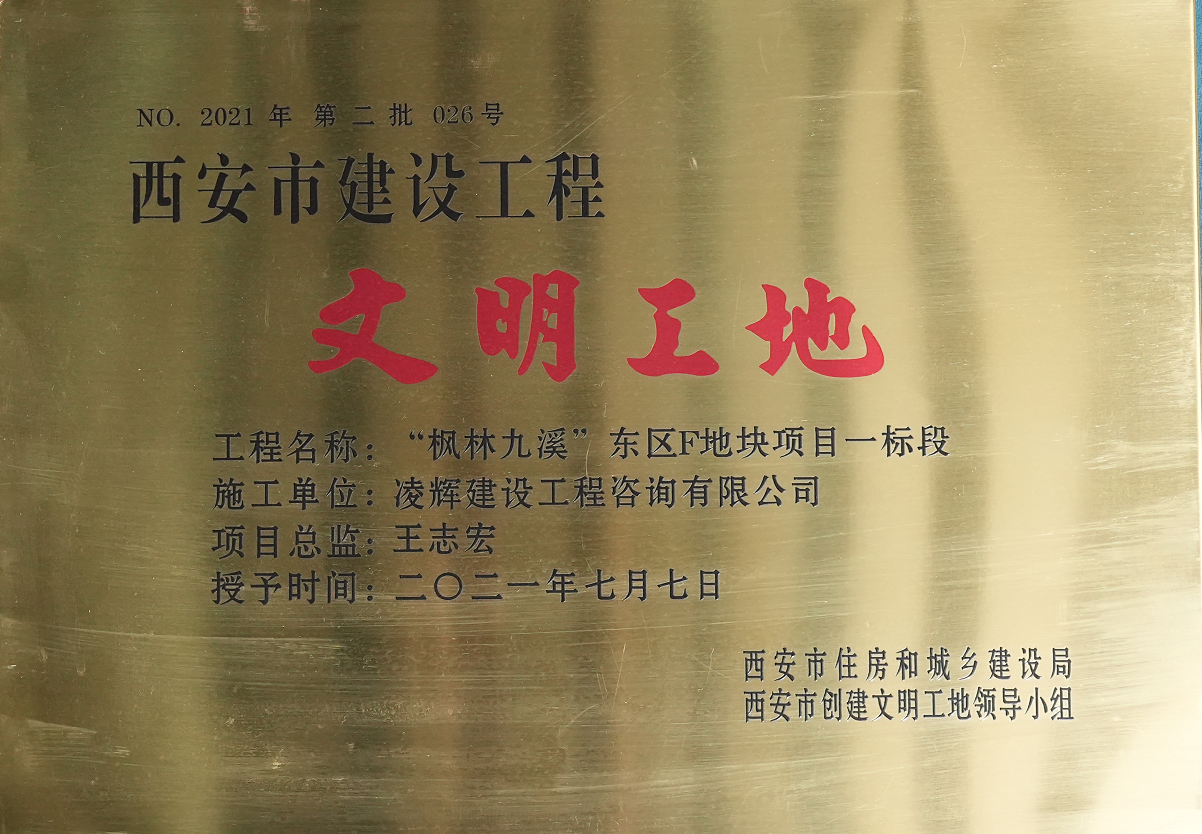 NO. 2021 年 第 二 批 026 号
西安市建设工程
文明工地
工程名称：“枫林九溪”东区F地块项目一标段
施工单位：凌辉建设工程咨询有限公司
项目总监：王志宏
授予时间：二〇二一年七月七日
西安市住房和城乡建设局
西安市创建文明工地领导小组